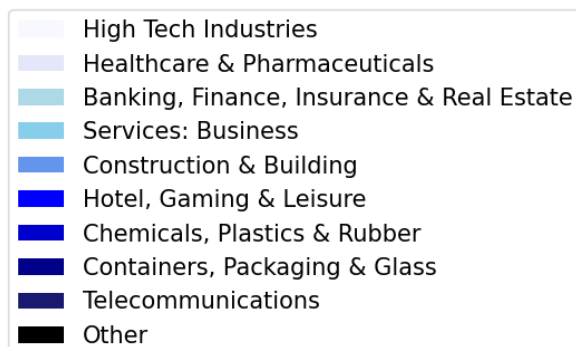 High Tech Industries
Healthcare & Pharmaceuticals
Banking, Finance, Insurance & Real Estate
Services: Business
Construction & Building
Hotel, Gaming & Leisure
Chemicals, Plastics & Rubber
Containers, Packaging & Glass
Telecommunications
Other